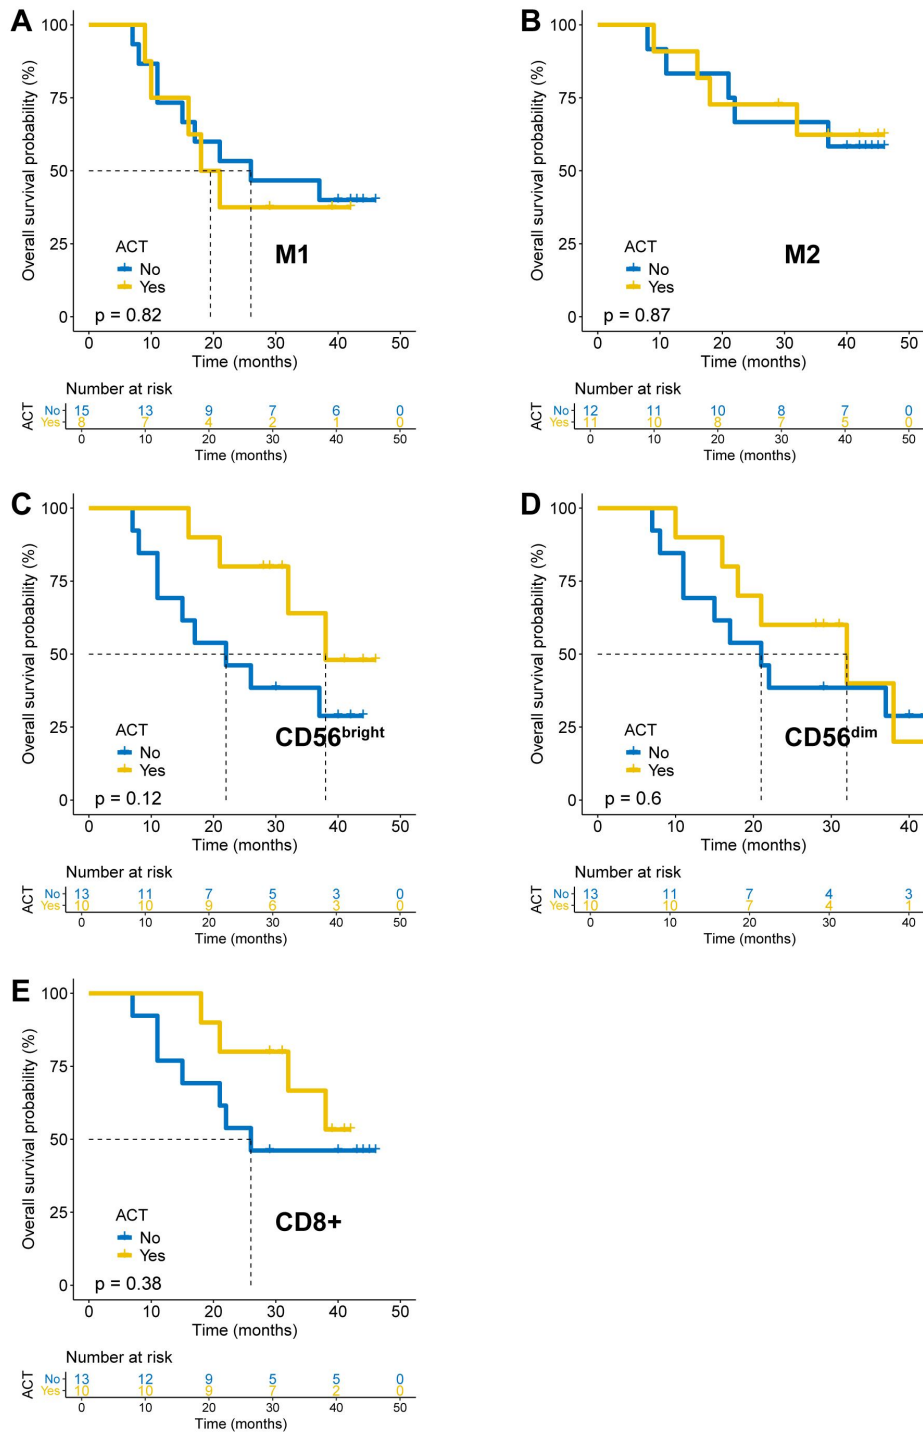 A
Overall survival probability (%)
100
75
50
25
0
ACT
No
Yes
M1
p = 0.82
0 10 20 30 40 50
Time (months)
Number at risk
ACT
No 15 13 9 7 6 0
Yes 8 7 4 2 1 0
0 10 20 30 40 50
Time (months)
B
Overall survival probability (%)
100
75
50
25
0
ACT
No
Yes
M2
p = 0.87
0 10 20 30 40 50
Time (months)
Number at risk
ACT
No 12 11 10 8 7 0
Yes 11 10 8 7 5 0
0 10 20 30 40 50
Time (months)
C
Overall survival probability (%)
100
75
50
25
0
ACT
No
Yes
CD56bright
p = 0.12
0 10 20 30 40 50
Time (months)
Number at risk
ACT
No 13 11 7 5 3 0
Yes 10 10 9 6 3 0
0 10 20 30 40 50
Time (months)
D
Overall survival probability (%)
100
75
50
25
0
ACT
No
Yes
CD56dim
p = 0.6
0 10 20 30 40
Time (months)
Number at risk
ACT
No 13 11 7 4 3
Yes 10 10 7 4 1
0 10 20 30 40
Time (months)
E
Overall survival probability (%)
100
75
50
25
0
ACT
No
Yes
CD8+
p = 0.38
0 10 20 30 40 50
Time (months)
Number at risk
ACT
No 13 12 9 5 5 0
Yes 10 10 9 7 2 0
0 10 20 30 40 50
Time (months)